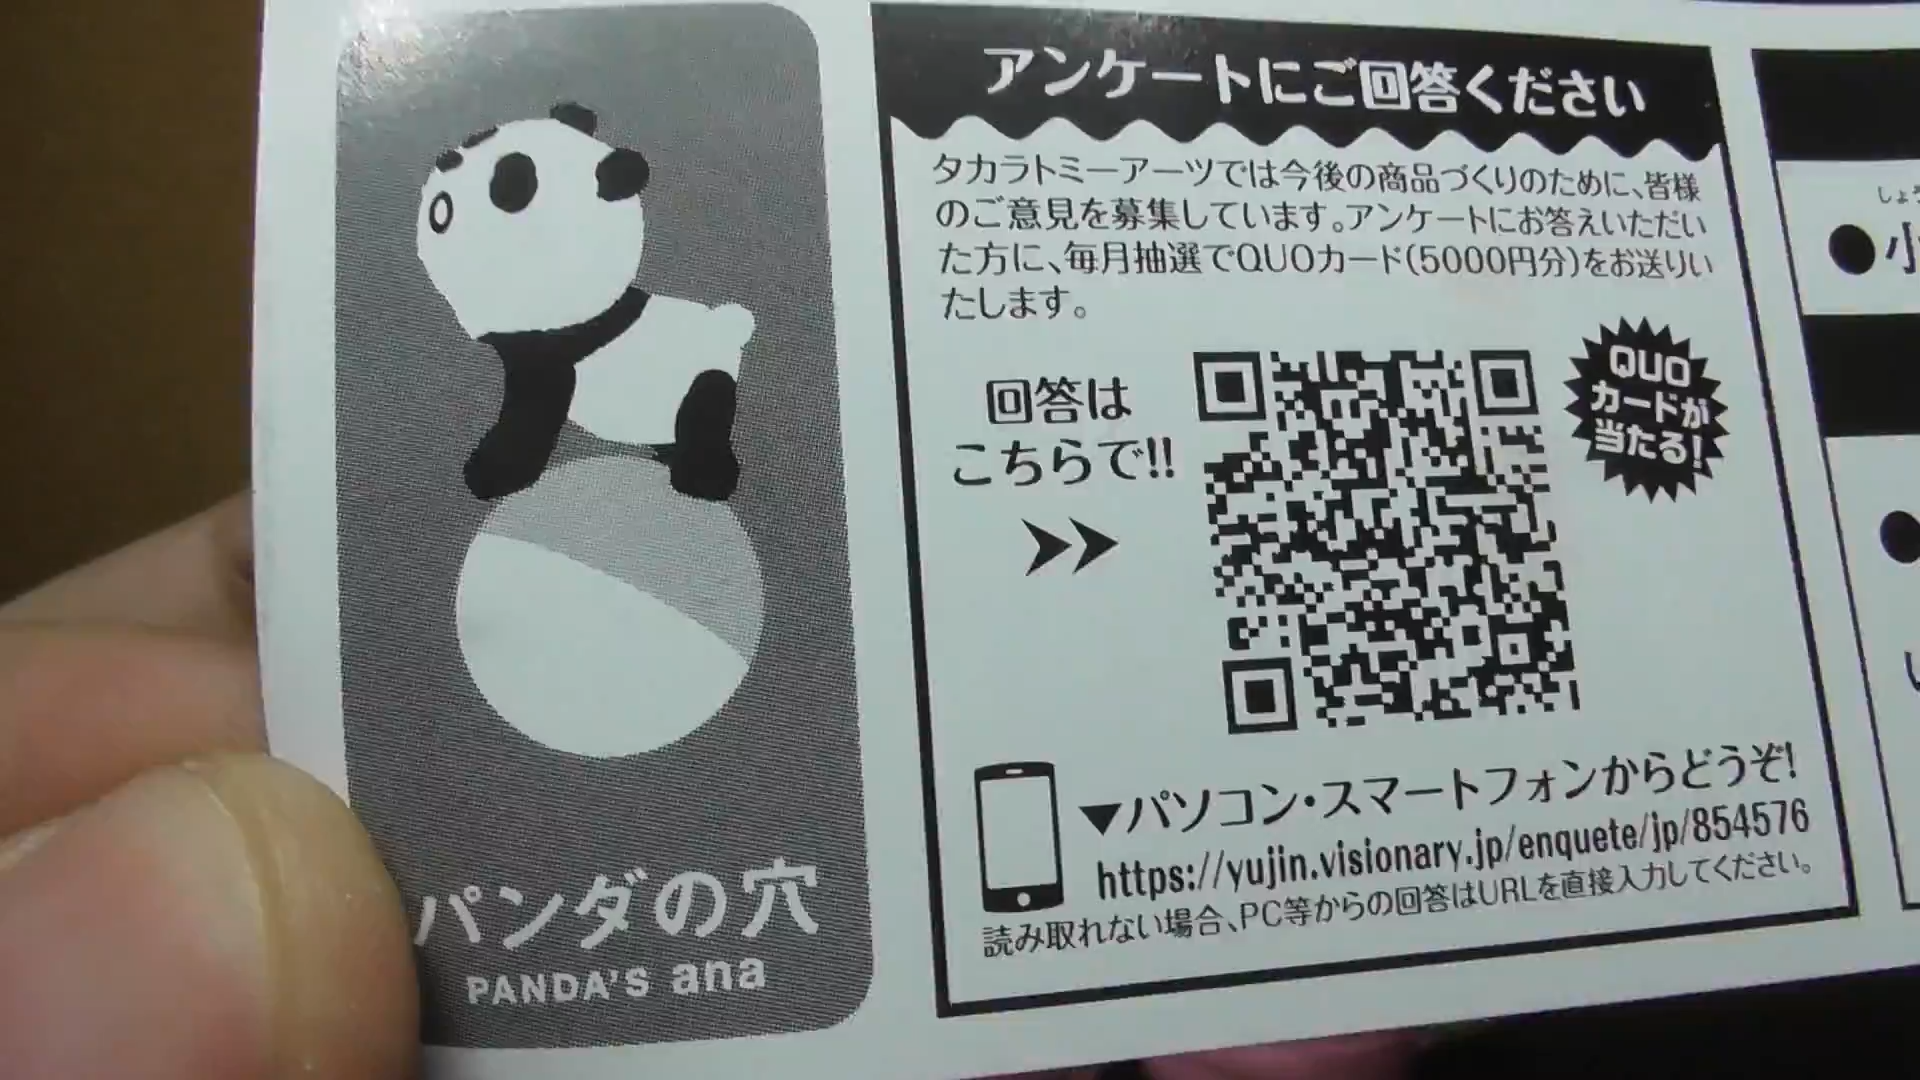 パンダの穴
PANDA'S ana
アンケートにご回答ください
タカラトミーアーツでは今後の商品づくりのために、皆様
のご意見を募集しています。アンケートにお答えいただい
た方に、毎月抽選でQUOカード(5000円分)をお送りい
たします。
回答は
こちらで!!
QUO
カードが
当たる!
▼パソコン・スマートフォンからどうぞ!
https://yujin.visionary.jp/enquete/jp/854576
読み取れない場合、PC等からの回答はURLを直接入力してください。
しょう
●小